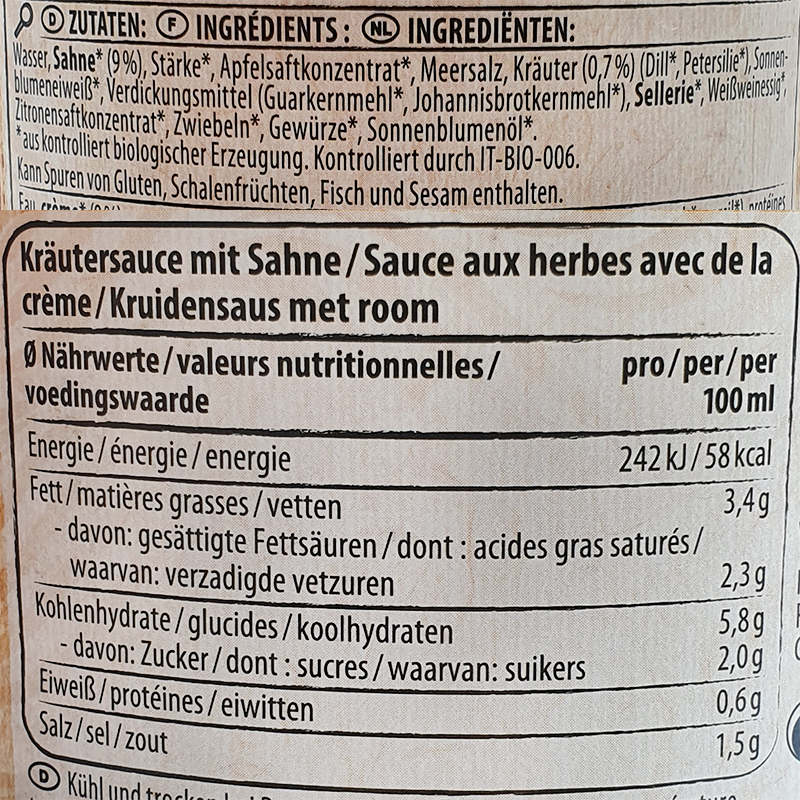 D ZUTATEN: F INGRÉDIENTS : NL INGREDIËNTEN:
Wasser, Sahne* (9%), Stärke*, Apfelsaftkonzentrat*, Meersalz, Kräuter (0,7%) (Dill*, Petersilie*), Sonnen-
blumeneiweiß*, Verdickungsmittel (Guarkernmehl*, Johannisbrotkernmehl*), Sellerie*, Weißweinessig*,
Zitronensaftkonzentrat*, Zwiebeln*, Gewürze*, Sonnenblumenöl*.
*aus kontrolliert biologischer Erzeugung. Kontrolliert durch IT-BIO-006.
Kann Spuren von Gluten, Schalenfrüchten, Fisch und Sesam enthalten.
Eau, crème* protéines
Kräutersauce mit Sahne / Sauce aux herbes avec de la
crème / Kruidensaus met room
Ø Nährwerte / valeurs nutritionnelles / pro / per / per
voedingswaarde 100 ml
Energie / énergie / energie 242 kJ / 58 kcal
Fett / matières grasses / vetten 3,4 g
- davon: gesättigte Fettsäuren / dont : acides gras saturés /
waarvan: verzadigde vetzuren 2,3 g
Kohlenhydrate / glucides / koolhydraten 5,8 g
- davon: Zucker / dont : sucres / waarvan: suikers 2,0 g
Eiweiß / protéines / eiwitten 0,6 g
Salz / sel / zout 1,5 g
D Kühl und trocken bei